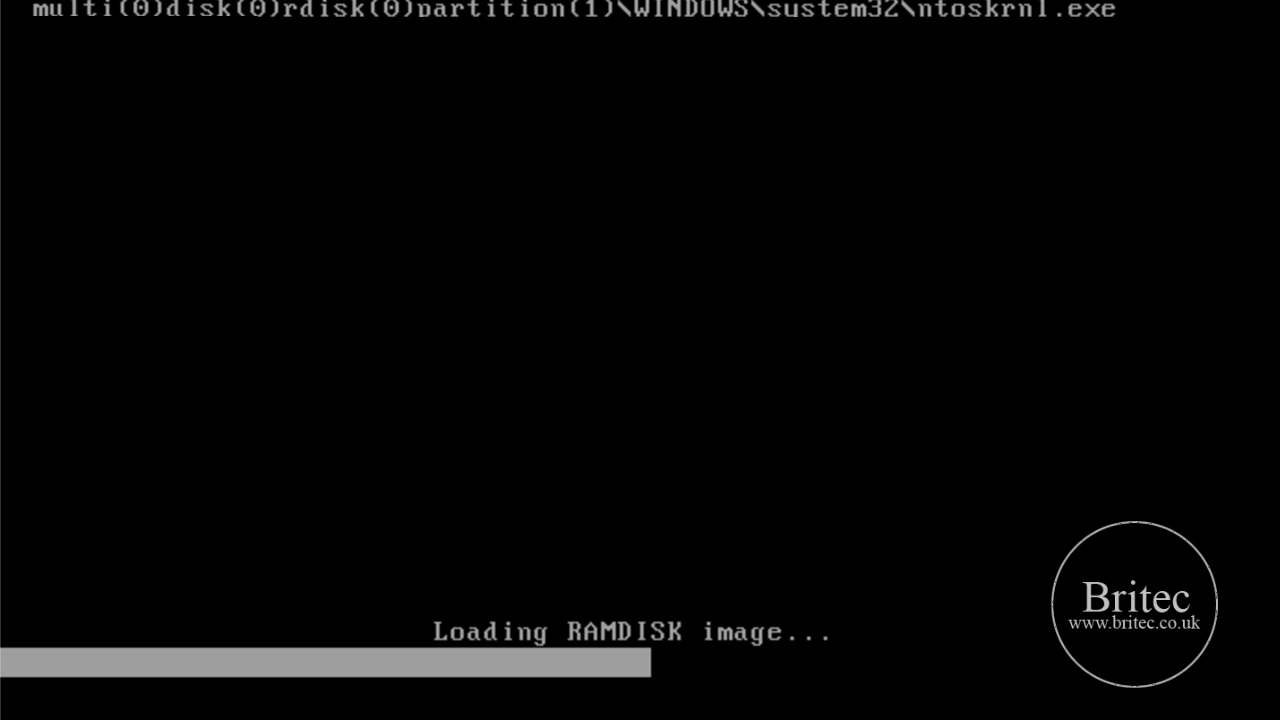 multi(0)disk(0)rdisk(0)partition(1)\WINDOWS\system32\ntoskrnl.exe
Loading RAMDISK image...
Britec
www.britec.co.uk